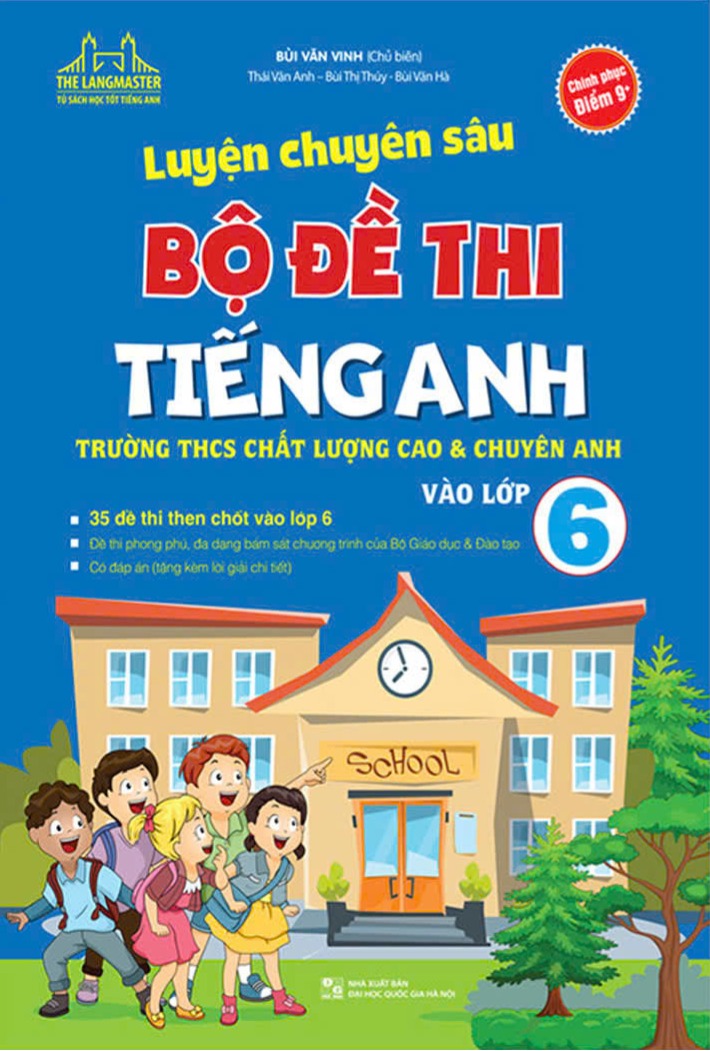 THE LANGMASTER
TỦ SÁCH HỌC TỐT TIẾNG ANH
BÙI VĂN VINH (Chủ biên)
Thái Vân Anh – Bùi Thị Thúy - Bùi Văn Hà
Chinh phục
Điểm 9+
Luyện chuyên sâu
BỘ ĐỀ THI
TIẾNG ANH
TRƯỜNG THCS CHẤT LƯỢNG CAO & CHUYÊN ANH
VÀO LỚP
6
35 đề thi then chốt vào lớp 6
Đề thi phong phú, đa dạng bám sát chương trình của Bộ Giáo dục & Đào tạo
Có đáp án (tặng kèm lời giải chi tiết)
SCHOOL
NHÀ XUẤT BẢN
ĐẠI HỌC QUỐC GIA HÀ NỘI